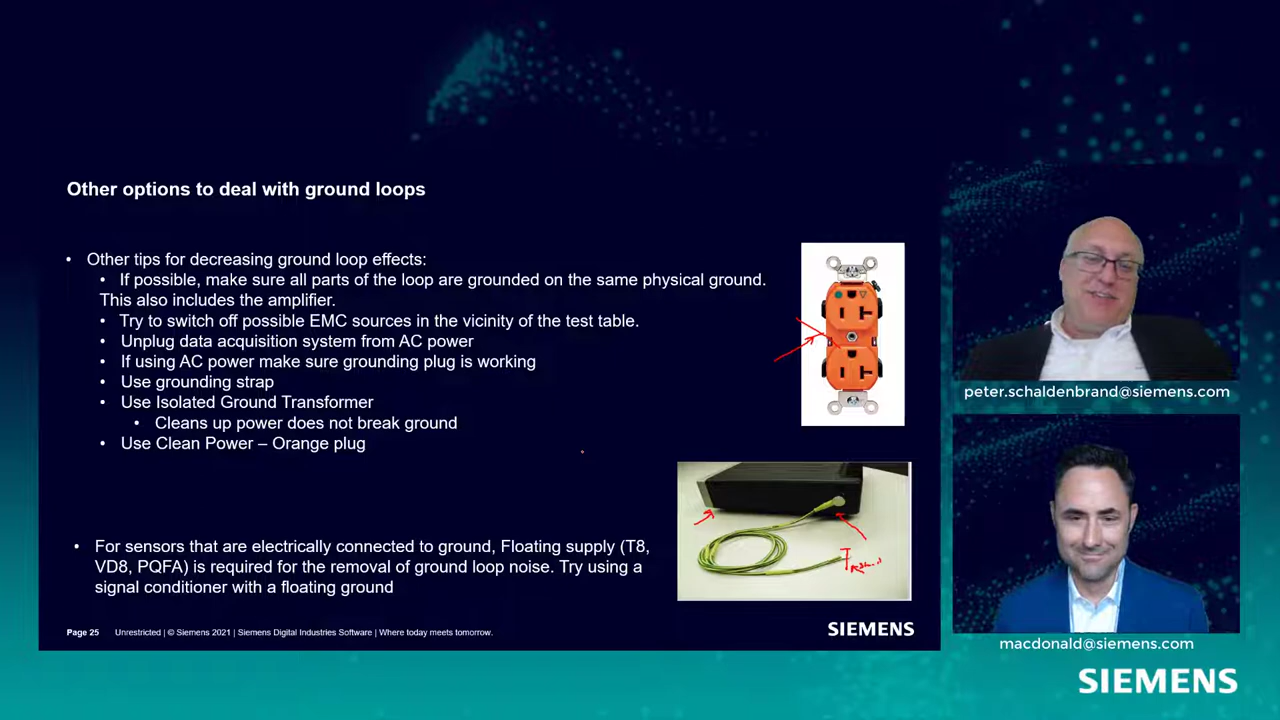 Other options to deal with ground loops
• Other tips for decreasing ground loop effects:
• If possible, make sure all parts of the loop are grounded on the same physical ground.
This also includes the amplifier.
• Try to switch off possible EMC sources in the vicinity of the test table.
• Unplug data acquisition system from AC power
• If using AC power make sure grounding plug is working
• Use grounding strap
• Use Isolated Ground Transformer
• Cleans up power does not break ground
• Use Clean Power – Orange plug
• For sensors that are electrically connected to ground, Floating supply (T8,
VD8, PQFA) is required for the removal of ground loop noise. Try using a
signal conditioner with a floating ground
Page 25 Unrestricted | © Siemens 2021 | Siemens Digital Industries Software | Where today meets tomorrow.
SIEMENS
peter.schaldenbrand@siemens.com
macdonald@siemens.com
SIEMENS